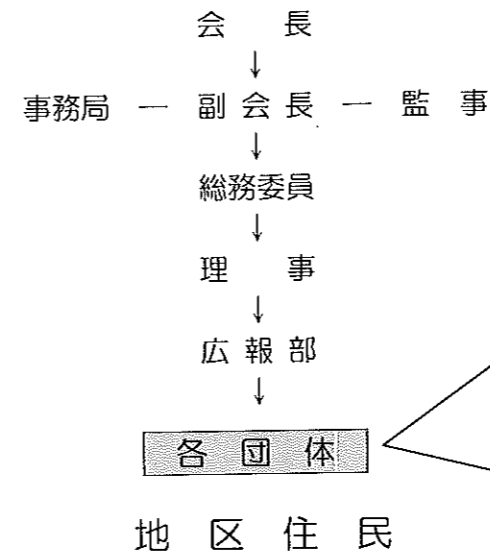 会長
↓
事務局 ― 副会長 ― 監事
↓
総務委員
↓
理事
↓
広報部
↓
各団体
地区住民